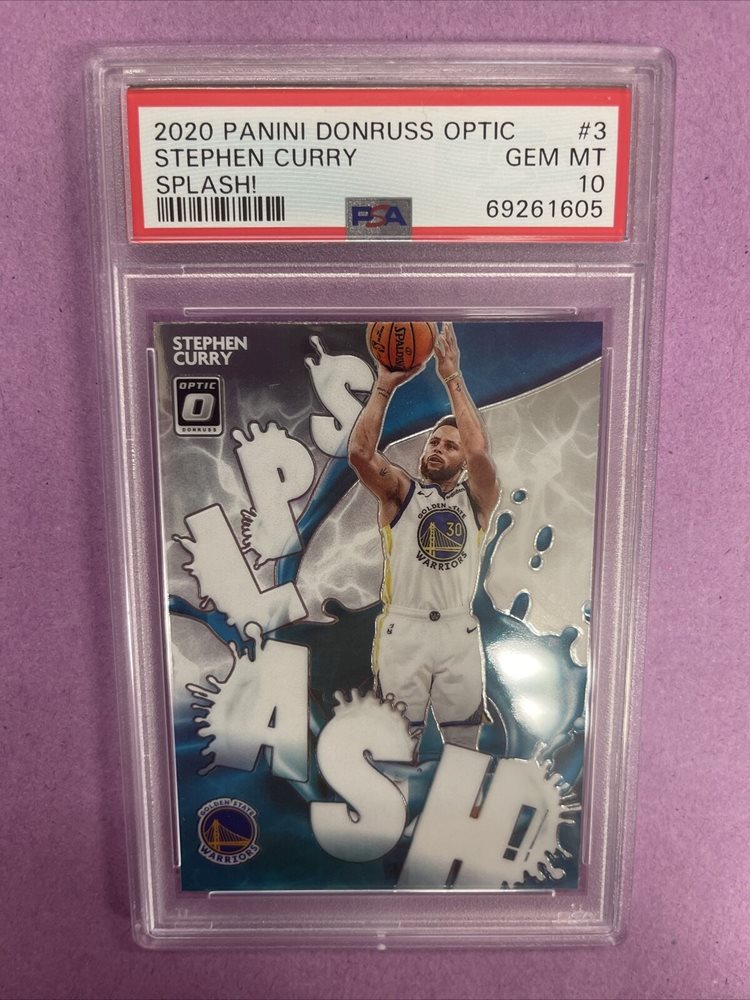 2020 PANINI DONRUSS OPTIC #3
STEPHEN CURRY GEM MT
SPLASH! 10
PSA 69261605
STEPHEN
CURRY
OPTIC
DONRUSS
SPALDING
SPLASH!
GOLDEN STATE
30
WARRIORS
GOLDEN STATE
WARRIORS